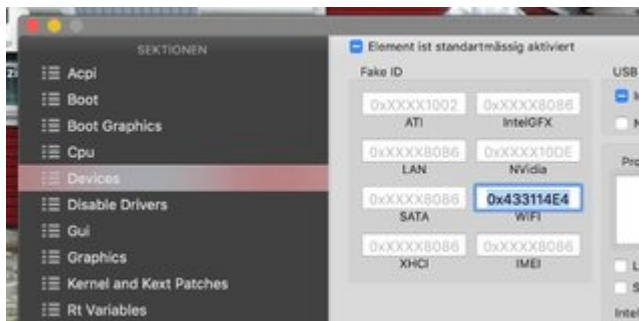 SEKTIONEN
Acpi
Boot
Boot Graphics
Cpu
Devices
Disable Drivers
Gui
Graphics
Kernel and Kext Patches
Rt Variables
Element ist standartmässig aktiviert
Fake ID
0xXXXX1002 0xXXXX8086
ATI IntelGFX
0xXXXX8086 0xXXXX10DE
LAN NVidia
0xXXXX8086 0x433114E4
SATA WIFI
0xXXXX8086 0xXXXX8086
XHCI IMEI
USB